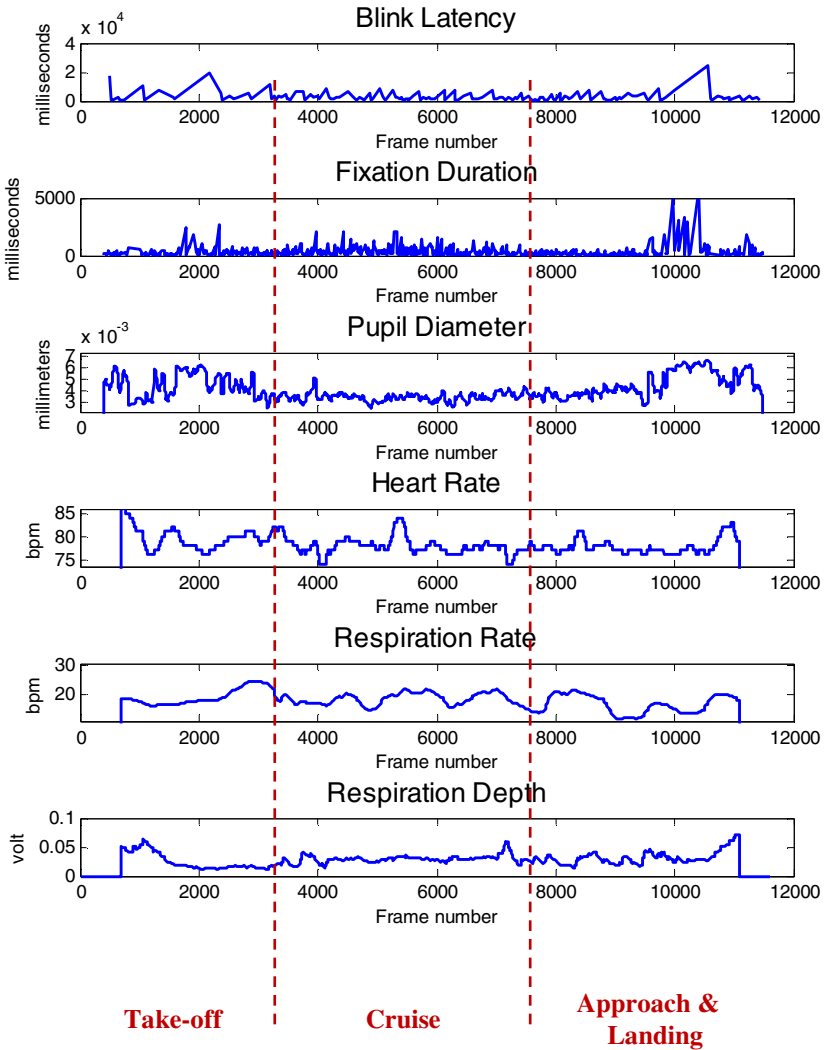 Blink Latency
x 10^4
4
2
0
milliseconds
0 2000 4000 6000 8000 10000 12000
Frame number
Fixation Duration
5000
0
milliseconds
0 2000 4000 6000 8000 10000 12000
Frame number
Pupil Diameter
x 10^-3
7
6
5
4
3
millimeters
0 2000 4000 6000 8000 10000 12000
Frame number
Heart Rate
85
80
75
bpm
0 2000 4000 6000 8000 10000 12000
Frame number
Respiration Rate
30
20
bpm
0 2000 4000 6000 8000 10000 12000
Frame number
Respiration Depth
0.1
0.05
0
volt
0 2000 4000 6000 8000 10000 12000
Frame number
Take-off
Cruise
Approach &
Landing